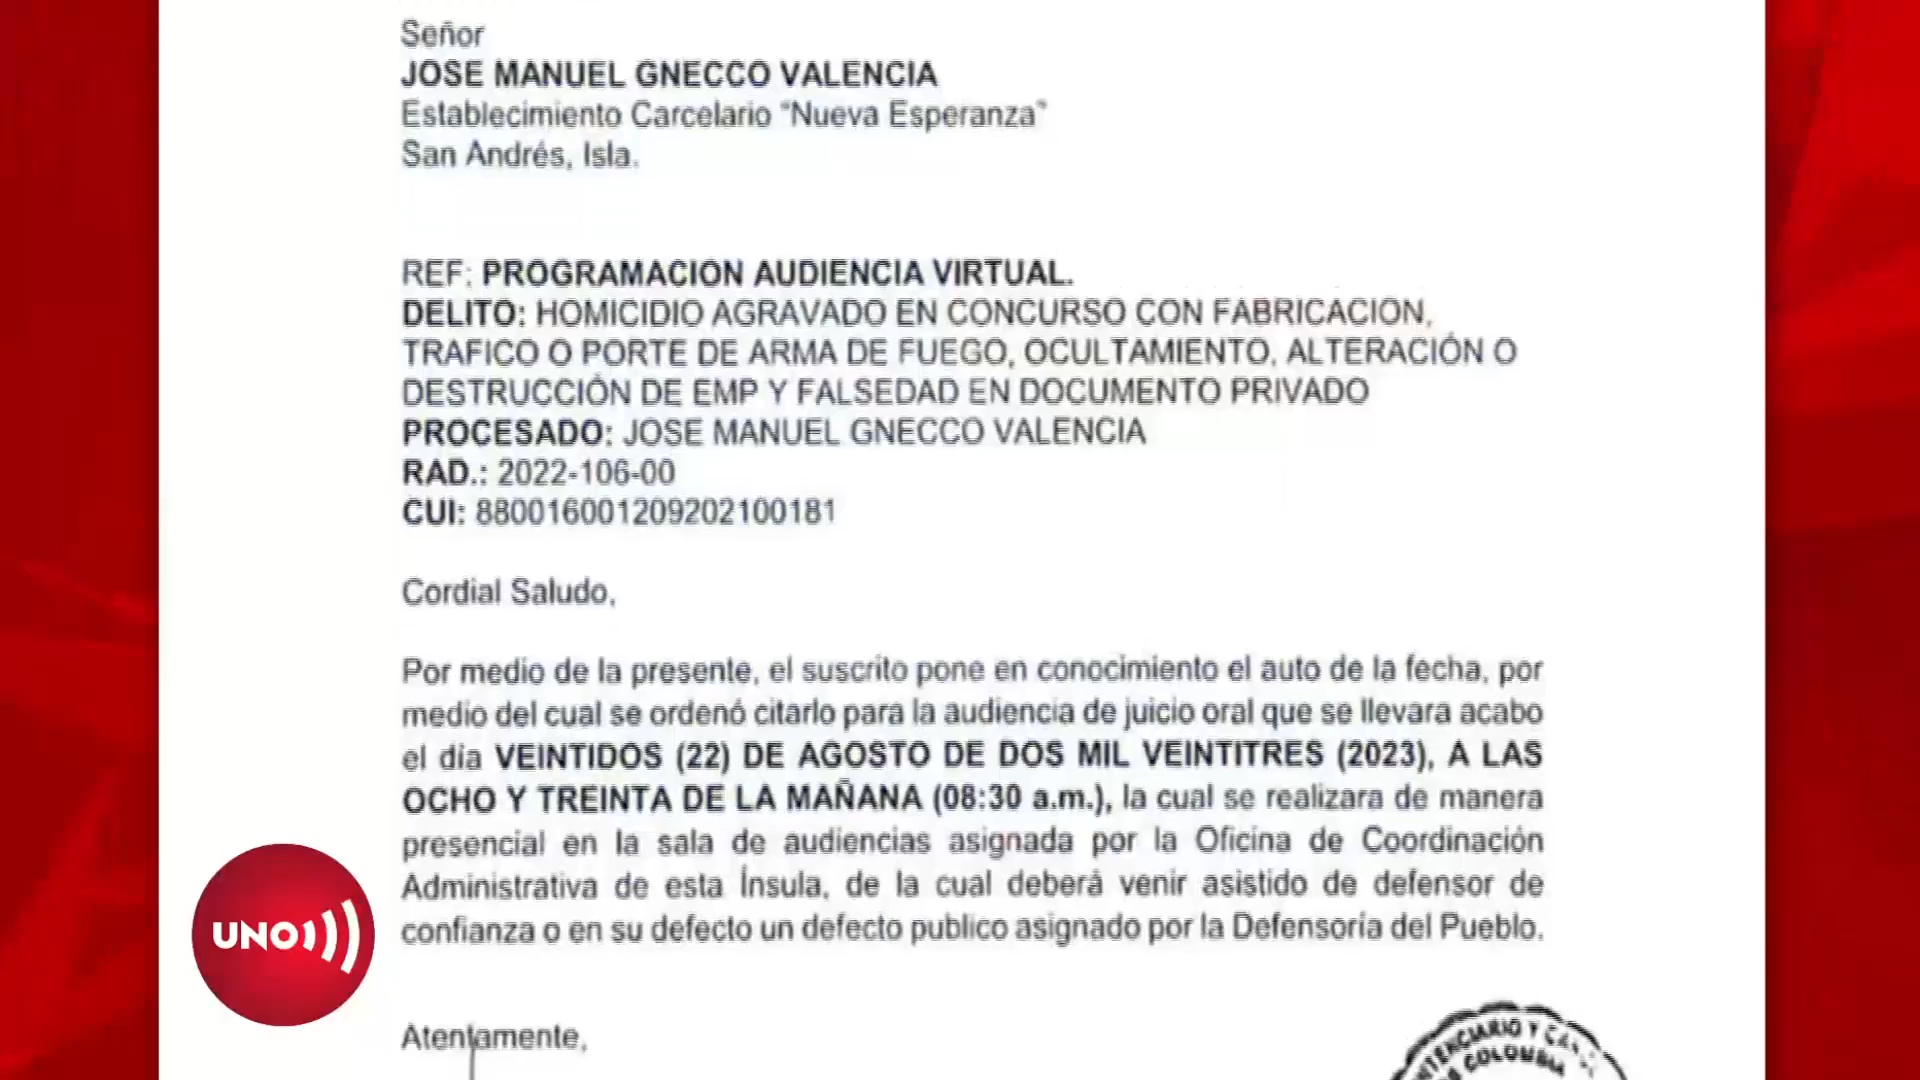 Señor
JOSE MANUEL GNECCO VALENCIA
Establecimiento Carcelario "Nueva Esperanza"
San Andrés, Isla.
REF: PROGRAMACION AUDIENCIA VIRTUAL.
DELITO: HOMICIDIO AGRAVADO EN CONCURSO CON FABRICACION,
TRAFICO O PORTE DE ARMA DE FUEGO, OCULTAMIENTO, ALTERACIÓN O
DESTRUCCIÓN DE EMP Y FALSEDAD EN DOCUMENTO PRIVADO
PROCESADO: JOSE MANUEL GNECCO VALENCIA
RAD.: 2022-106-00
CUI: 880016001209202100181
Cordial Saludo,
Por medio de la presente, el suscrito pone en conocimiento el auto de la fecha, por
medio del cual se ordenó citarlo para la audiencia de juicio oral que se llevara acabo
el día VEINTIDOS (22) DE AGOSTO DE DOS MIL VEINTITRES (2023), A LAS
OCHO Y TREINTA DE LA MAÑANA (08:30 a.m.), la cual se realizara de manera
presencial en la sala de audiencias asignada por la Oficina de Coordinación
Administrativa de esta Ínsula, de la cual deberá venir asistido de defensor de
confianza o en su defecto un defecto publico asignado por la Defensoría del Pueblo.
UNO
Atentamente,
TENCIARIO Y CA
COLOMBIA